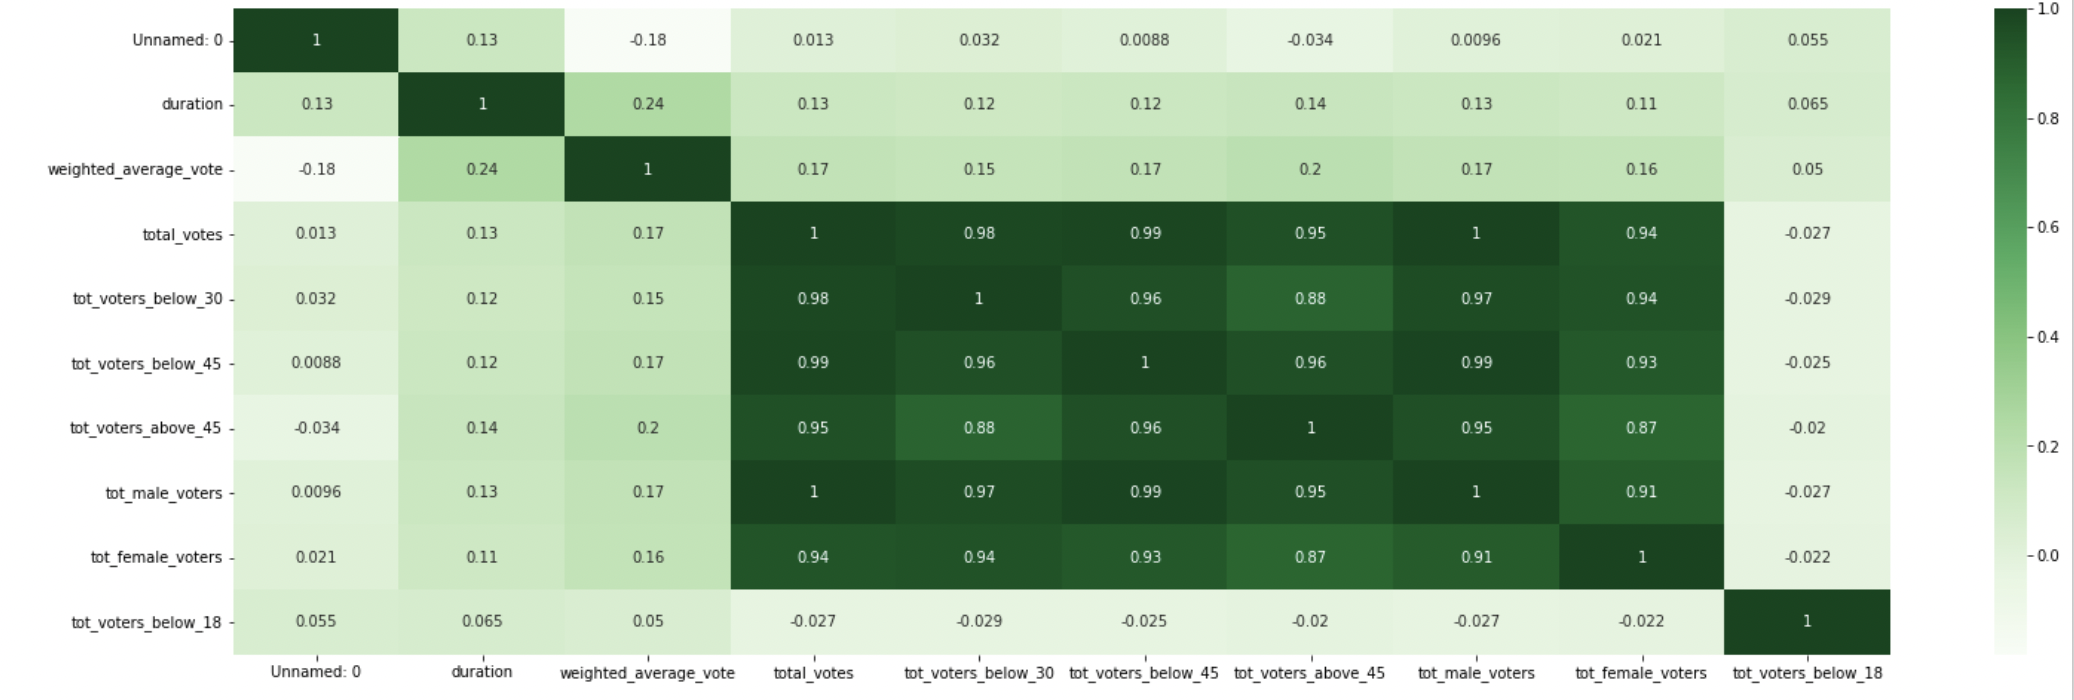 Unnamed: 0 1 0.13 -0.18 0.013 0.032 0.0088 -0.034 0.0096 0.021 0.055
duration 0.13 1 0.24 0.13 0.12 0.12 0.14 0.13 0.11 0.065
weighted_average_vote -0.18 0.24 1 0.17 0.15 0.17 0.2 0.17 0.16 0.05
total_votes 0.013 0.13 0.17 1 0.98 0.99 0.95 1 0.94 -0.027
tot_voters_below_30 0.032 0.12 0.15 0.98 1 0.96 0.88 0.97 0.94 -0.029
tot_voters_below_45 0.0088 0.12 0.17 0.99 0.96 1 0.96 0.99 0.93 -0.025
tot_voters_above_45 -0.034 0.14 0.2 0.95 0.88 0.96 1 0.95 0.87 -0.02
tot_male_voters 0.0096 0.13 0.17 1 0.97 0.99 0.95 1 0.91 -0.027
tot_female_voters 0.021 0.11 0.16 0.94 0.94 0.93 0.87 0.91 1 -0.022
tot_voters_below_18 0.055 0.065 0.05 -0.027 -0.029 -0.025 -0.02 -0.027 -0.022 1
Unnamed: 0 duration weighted_average_vote total_votes tot_voters_below_30 tot_voters_below_45 tot_voters_above_45 tot_male_voters tot_female_voters tot_voters_below_18
1.0
0.8
0.6
0.4
0.2
0.0